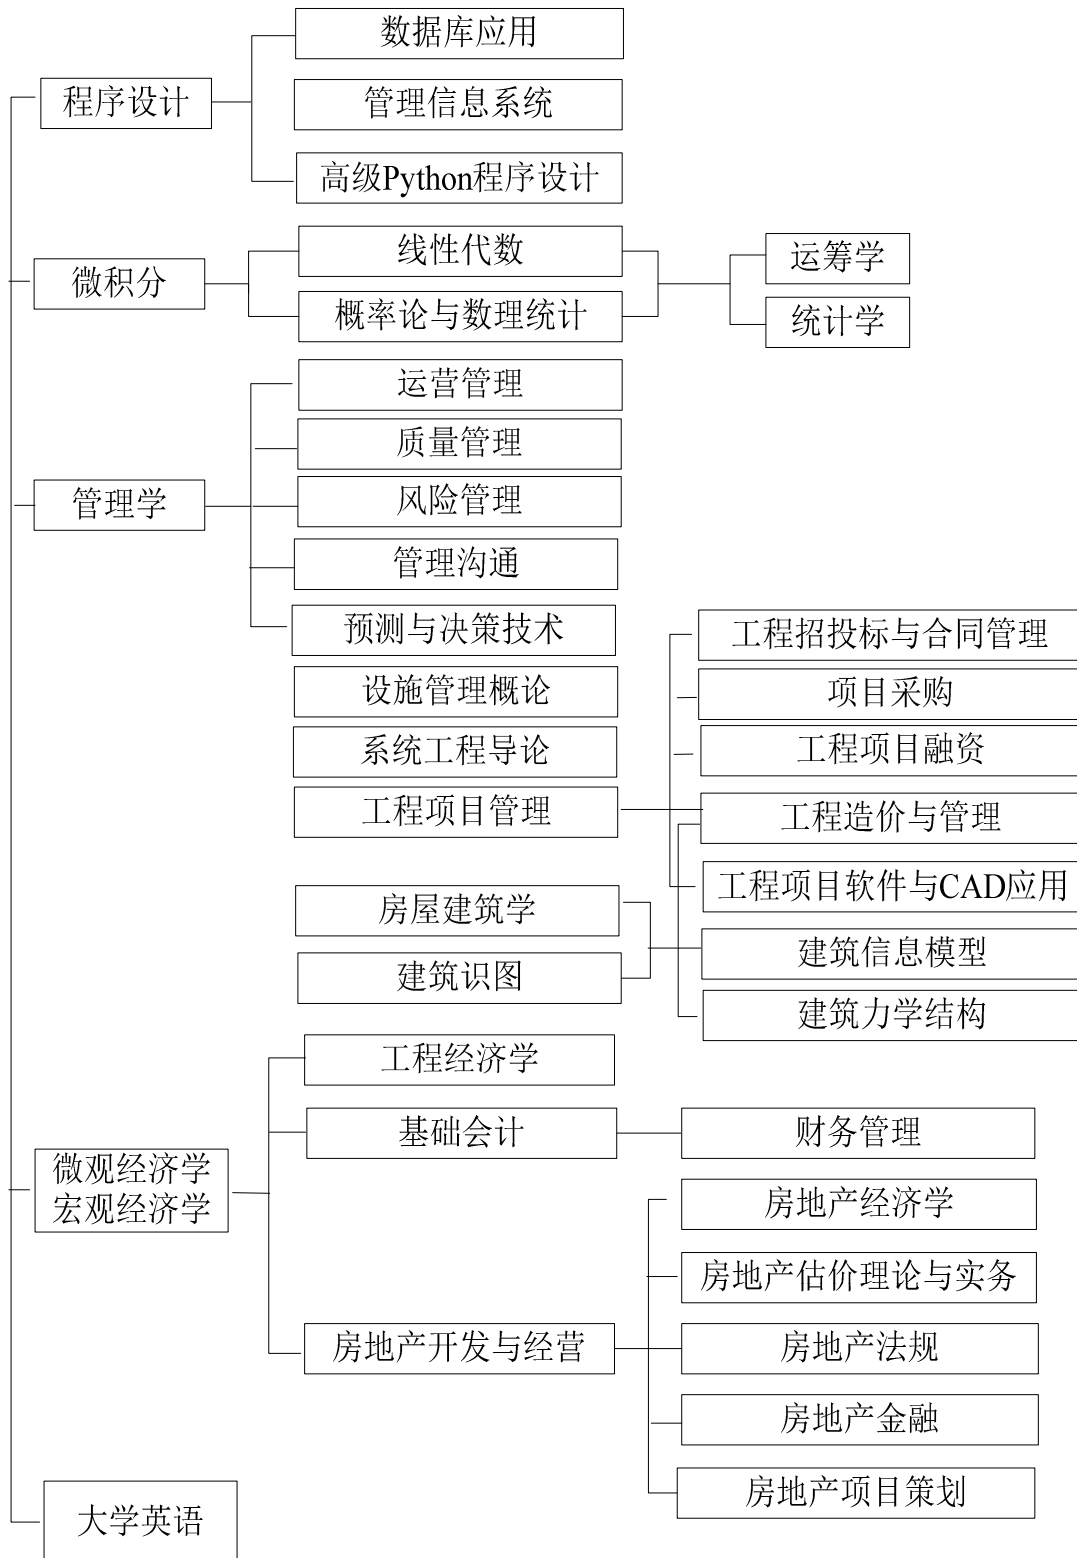 数据库应用
程序设计
管理信息系统
高级Python程序设计
线性代数
运筹学
微积分
概率论与数理统计
统计学
运营管理
质量管理
管理学
风险管理
管理沟通
预测与决策技术
工程招投标与合同管理
设施管理概论
项目采购
系统工程导论
工程项目融资
工程项目管理
工程造价与管理
工程项目软件与CAD应用
房屋建筑学
建筑信息模型
建筑识图
建筑力学结构
工程经济学
基础会计
财务管理
微观经济学
宏观经济学
房地产经济学
房地产估价理论与实务
房地产开发与经营
房地产法规
房地产金融
房地产项目策划
大学英语